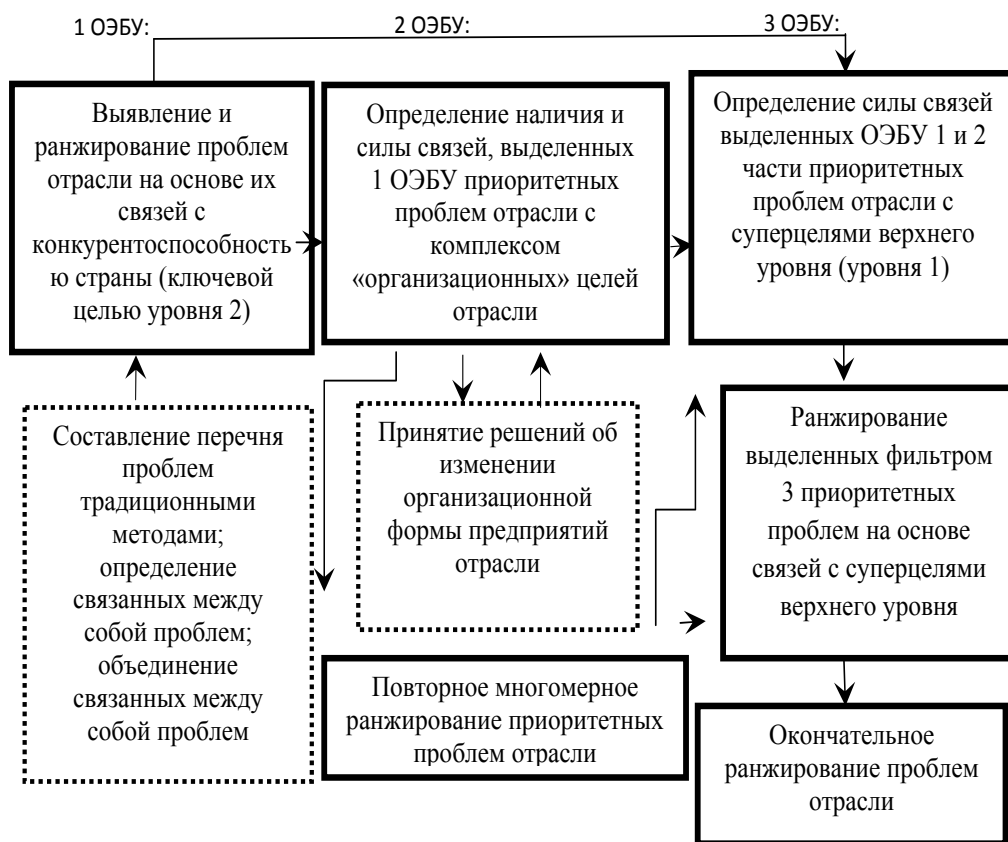 1 ОЭБУ:
2 ОЭБУ:
3 ОЭБУ:
Выявление и
ранжирование проблем
отрасли на основе их
связей с
конкурентоспособность
ю страны (ключевой
целью уровня 2)
Определение наличия и
силы связей, выделенных
1 ОЭБУ приоритетных
проблем отрасли с
комплексом
«организационных» целей
отрасли
Определение силы связей
выделенных ОЭБУ 1 и 2
части приоритетных
проблем отрасли с
суперцелями верхнего
уровня (уровня 1)
Составление перечня
проблем
традиционными
методами;
определение
связанных между
собой проблем;
объединение
связанных между
собой проблем
Принятие решений об
изменении
организационной
формы предприятий
отрасли
Ранжирование
выделенных фильтром
3 приоритетных
проблем на основе
связей с суперцелями
верхнего уровня
Повторное многомерное
ранжирование приоритетных
проблем отрасли
Окончательное
ранжирование проблем
отрасли